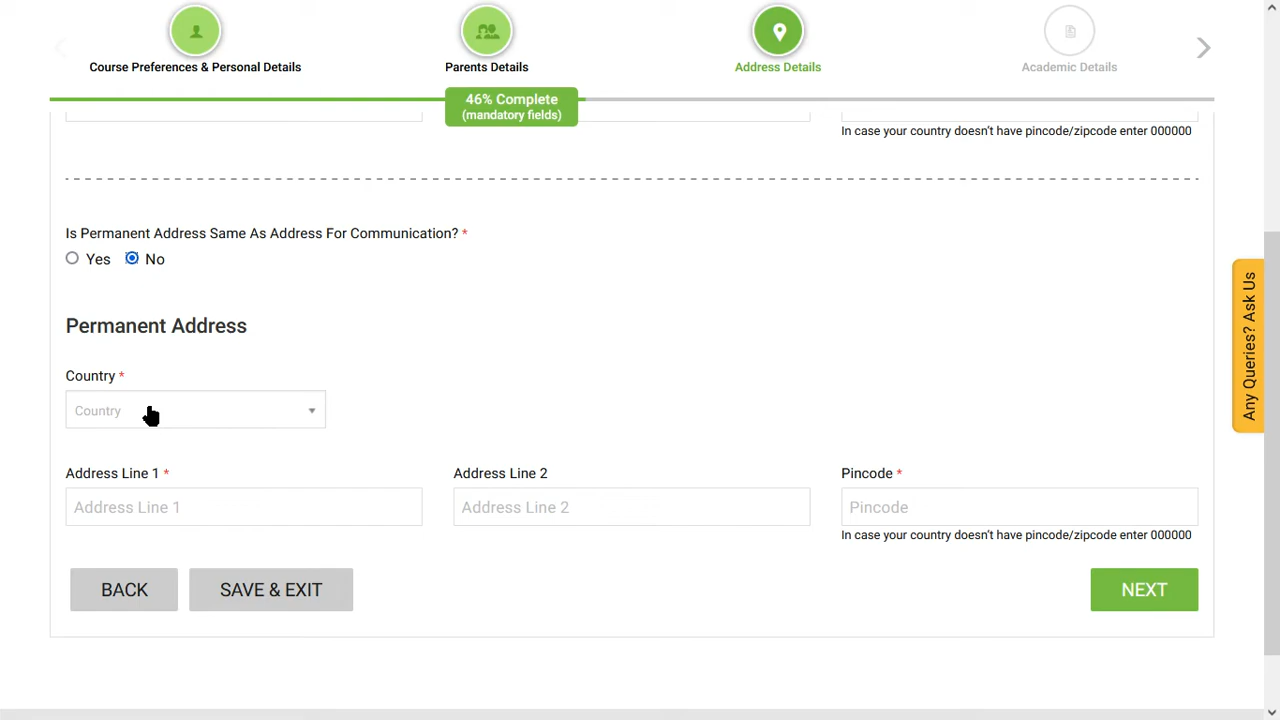 Course Preferences & Personal Details
Parents Details
Address Details
Academic Details
46% Complete
(mandatory fields)
In case your country doesn't have pincode/zipcode enter 000000
Is Permanent Address Same As Address For Communication? *
Yes No
Permanent Address
Country *
Country
Address Line 1 *
Address Line 2
Pincode *
Address Line 1
Address Line 2
Pincode
In case your country doesn't have pincode/zipcode enter 000000
BACK
SAVE & EXIT
NEXT
Any Queries? Ask Us